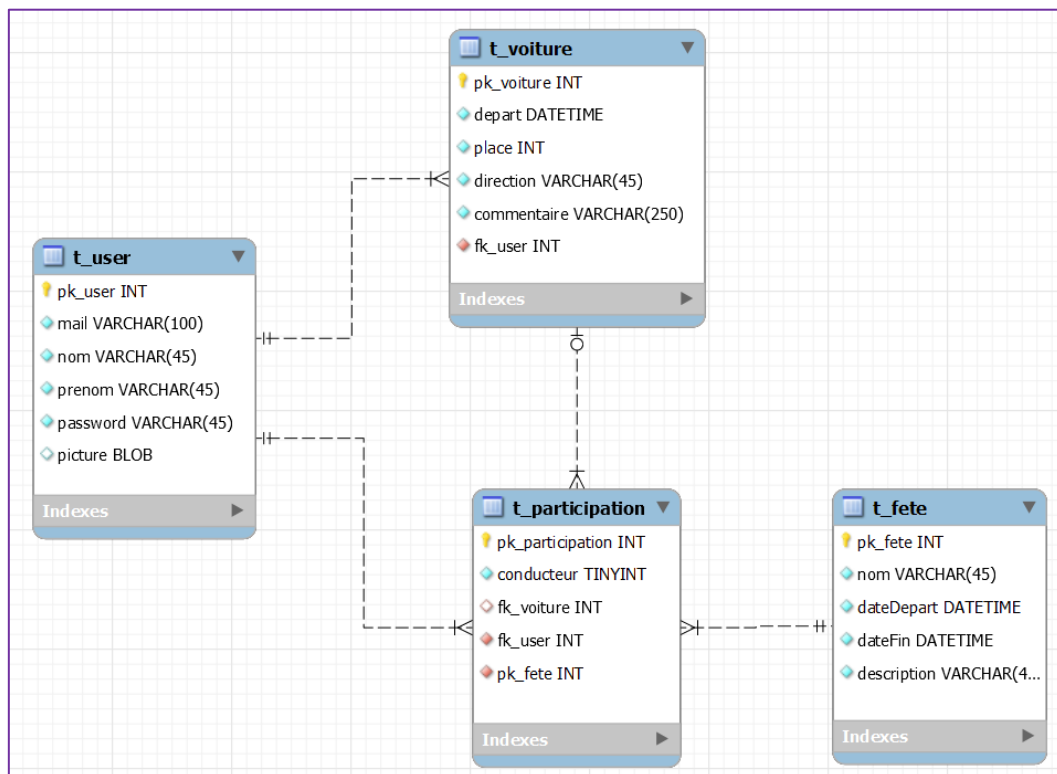 t_voiture
pk_voiture INT
depart DATETIME
place INT
direction VARCHAR(45)
commentaire VARCHAR(250)
fk_user INT
Indexes
t_user
pk_user INT
mail VARCHAR(100)
nom VARCHAR(45)
prenom VARCHAR(45)
password VARCHAR(45)
picture BLOB
Indexes
t_participation
pk_participation INT
conducteur TINYINT
fk_voiture INT
fk_user INT
pk_fete INT
Indexes
t_fete
pk_fete INT
nom VARCHAR(45)
dateDepart DATETIME
dateFin DATETIME
description VARCHAR(4...
Indexes